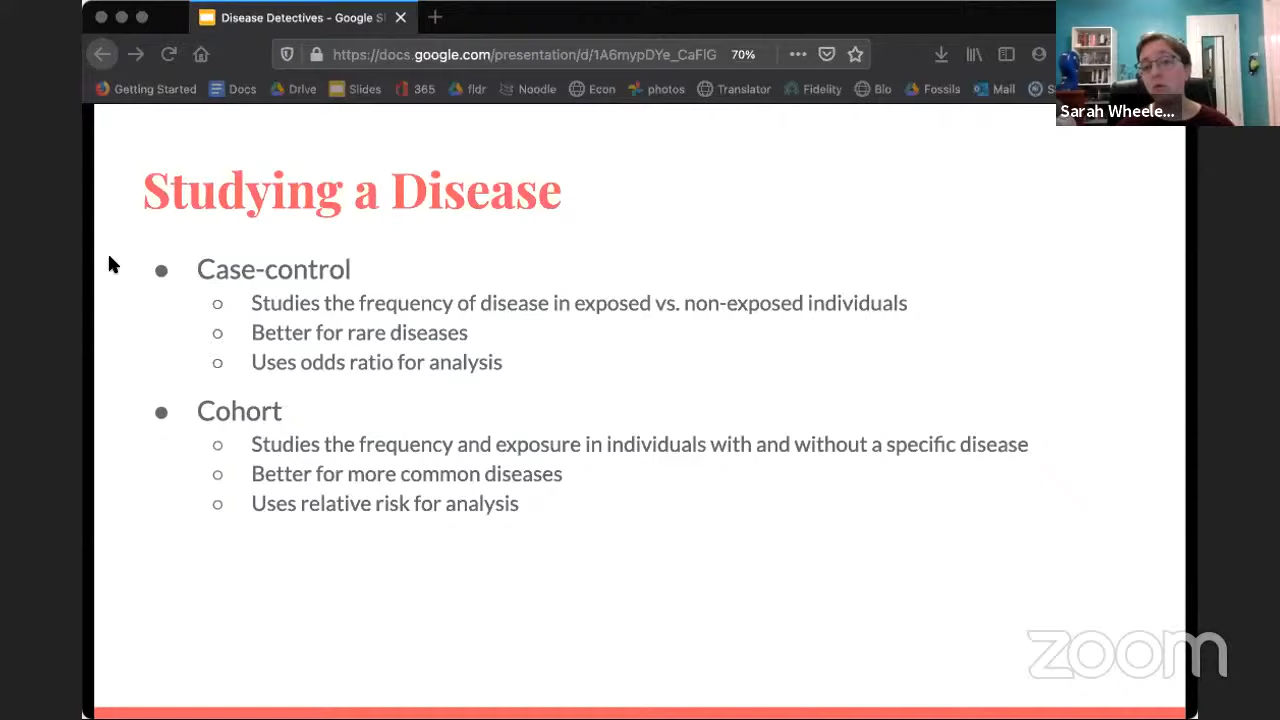 Disease Detectives - Google Sl
https://docs.google.com/presentation/d/1A6mypDYe_CaFlG 70%
Getting Started Docs Drive Slides 365 fldr Noodle Econ photos Translator Fidelity Bio Fossils Mail S
Sarah Wheele...
Studying a Disease
Case-control
Studies the frequency of disease in exposed vs. non-exposed individuals
Better for rare diseases
Uses odds ratio for analysis
Cohort
Studies the frequency and exposure in individuals with and without a specific disease
Better for more common diseases
Uses relative risk for analysis
zoom